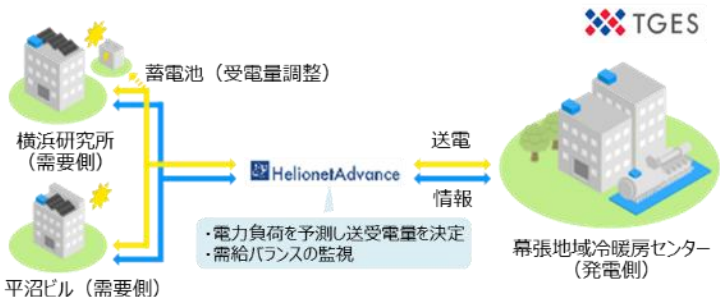 TGES
蓄電池（受電量調整）
横浜研究所
（需要側）
送電
HelionetAdvance
情報
・電力負荷を予測し送受電量を決定
・需給バランスの監視
幕張地域冷暖房センター
（発電側）
平沼ビル（需要側）